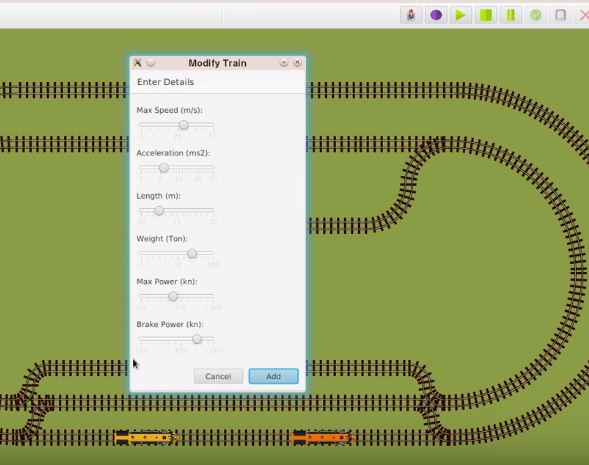 Modify Train
Enter Details
Max Speed (m/s):
Acceleration (ms2):
Length (m):
Weight (Ton):
Max Power (kn):
Brake Power (kn):
Cancel
Add